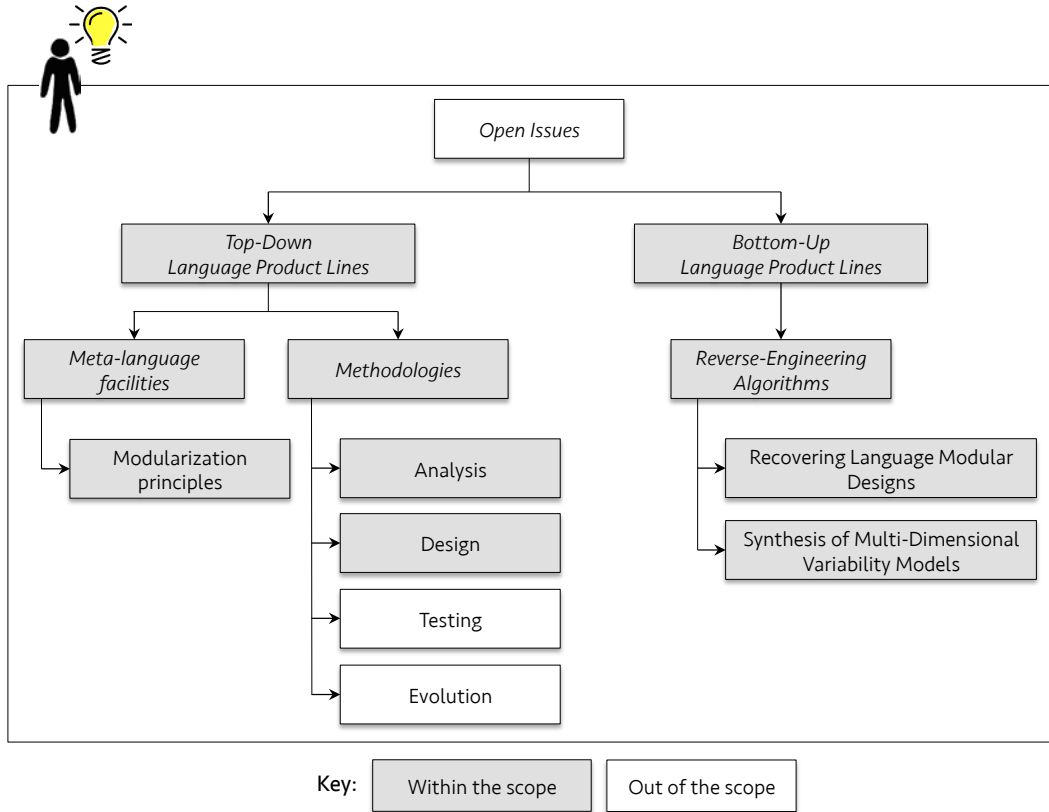 Open Issues
Top-Down
Language Product Lines
Bottom-Up
Language Product Lines
Meta-language
facilities
Methodologies
Reverse-Engineering
Algorithms
Modularization
principles
Analysis
Design
Testing
Evolution
Recovering Language Modular
Designs
Synthesis of Multi-Dimensional
Variability Models
Key:
Within the scope
Out of the scope